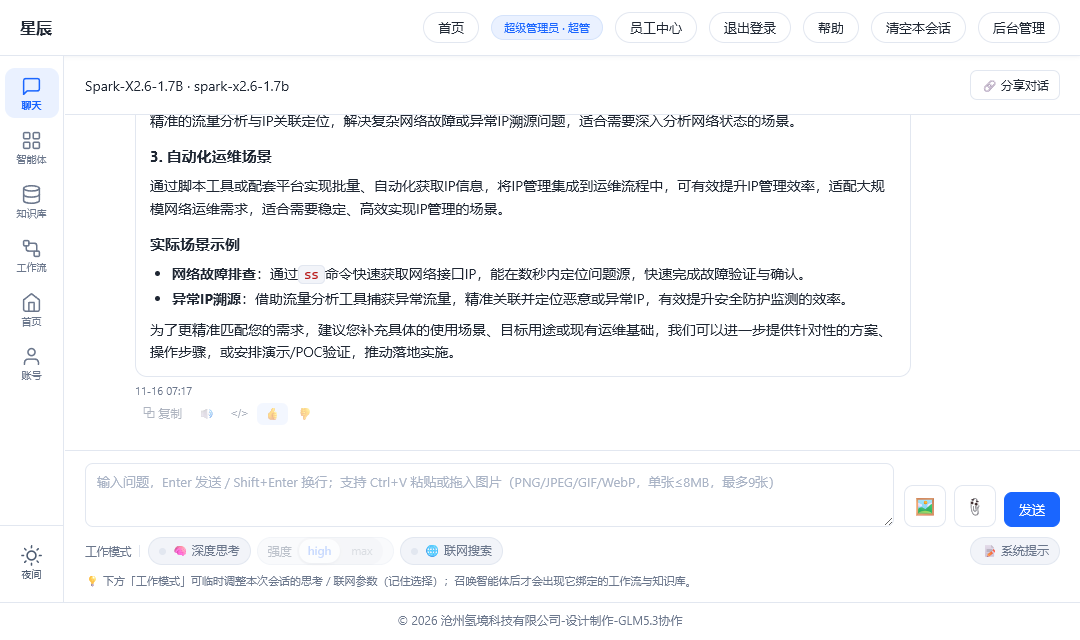 星辰
首页
超级管理员 · 超管
员工中心
退出登录
帮助
清空本会话
后台管理
聊天
智能体
知识库
工作流
首页
账号
夜间
Spark-X2.6-1.7B · spark-x2.6-1.7b
分享对话
精准的流量分析与IP关联定位，解决复杂网络故障或异常IP溯源问题，适合需要深入分析网络状态的场景。
3. 自动化运维场景
通过脚本工具或配套平台实现批量、自动化获取IP信息，将IP管理集成到运维流程中，可有效提升IP管理效率，适配大规
模网络运维需求，适合需要稳定、高效实现IP管理的场景。
实际场景示例
• 网络故障排查：通过 ss 命令快速获取网络接口IP，能在数秒内定位问题源，快速完成故障验证与确认。
• 异常IP溯源：借助流量分析工具捕获异常流量，精准关联并定位恶意或异常IP，有效提升安全防护监测的效率。
为了更精准匹配您的需求，建议您补充具体的使用场景、目标用途或现有运维基础，我们可以进一步提供针对性的方案、
操作步骤，或安排演示/POC验证，推动落地实施。
11-16 07:17
复制
</>
输入问题，Enter 发送 / Shift+Enter 换行；支持 Ctrl+V 粘贴或拖入图片（PNG/JPEG/GIF/WebP，单张≤8MB，最多9张）
发送
工作模式
深度思考
强度
high
max
联网搜索
系统提示
下方「工作模式」可临时调整本次会话的思考 / 联网参数（记住选择）；召唤智能体后才会出现它绑定的工作流与知识库。
© 2026 沧州氢境科技有限公司-设计制作-GLM5.3协作